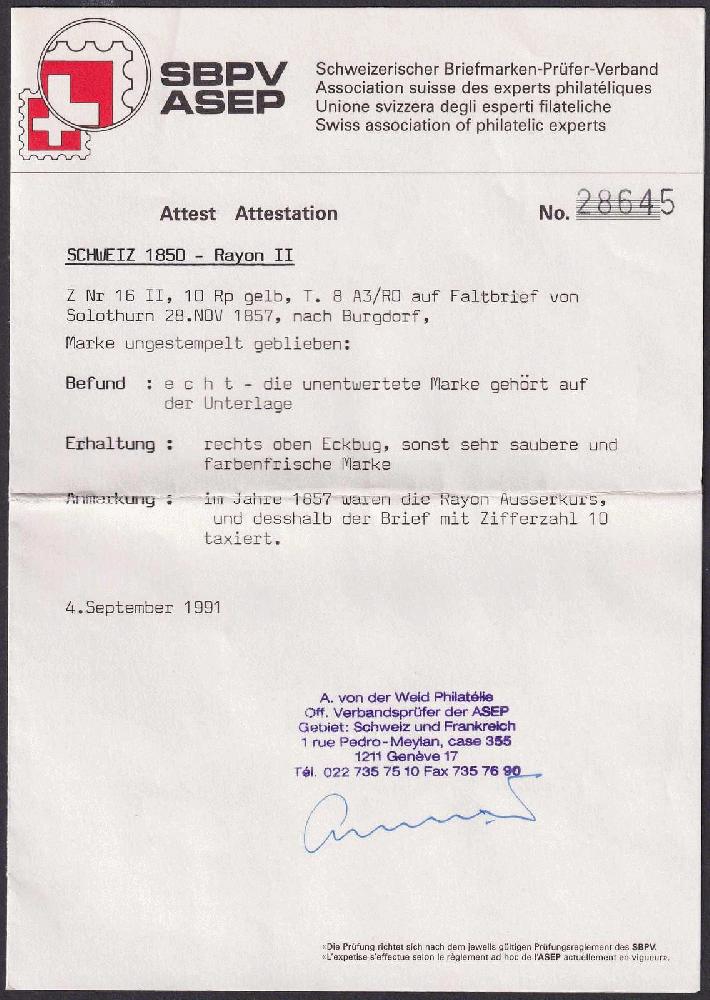 SBPV
ASEP
Schweizerischer Briefmarken-Prüfer-Verband
Association suisse des experts philatéliques
Unione svizzera degli esperti filateliche
Swiss association of philatelic experts
Attest Attestation No. 28645
SCHWEIZ 1850 - Rayon II
Z Nr 16 II, 10 Rp gelb, T. 8 A3/RO auf Faltbrief von
Solothurn 28.NOV 1857, nach Burgdorf,
Marke ungestempelt geblieben:
Befund : e c h t - die unentwertete Marke gehört auf
der Unterlage
Erhaltung : rechts oben Eckbug, sonst sehr saubere und
farbenfrische Marke
Anmarkung : im Jahre 1857 waren die Rayon Ausserkurs,
und desshalb der Brief mit Zifferzahl 10
taxiert.
4.September 1991
A. von der Weid Philatélie
Off. Verbandsprüfer der ASEP
Gebiet: Schweiz und Frankreich
1 rue Pedro-Meylan, case 355
1211 Genève 17
Tél. 022 735 75 10 Fax 735 76 90
«Die Prüfung richtet sich nach dem jeweils gültigen Prüfungsreglement des SBPV.
«L'expetise s'effectue selon le règlement ad hoc de l'ASEP actuellement en vigueur».